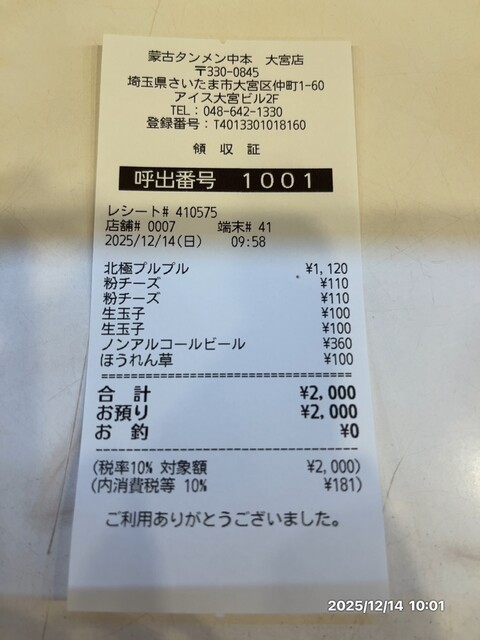 蒙古タンメン中本　大宮店
〒330-0845
埼玉県さいたま市大宮区仲町1-60
アイス大宮ビル2F
TEL：048-642-1330
登録番号：T4013301018160
領　収　証
呼出番号　１００１
レシート# 410575
店舗# 0007　端末# 41
2025/12/14(日)　09:58
北極プルプル　¥1,120
粉チーズ　¥110
粉チーズ　¥110
生玉子　¥100
生玉子　¥100
ノンアルコールビール　¥360
ほうれん草　¥100
合　計　¥2,000
お預り　¥2,000
お　釣　¥0
(税率10% 対象額　¥2,000)
(内消費税等 10%　¥181)
ご利用ありがとうございました。
2025/12/14 10:01